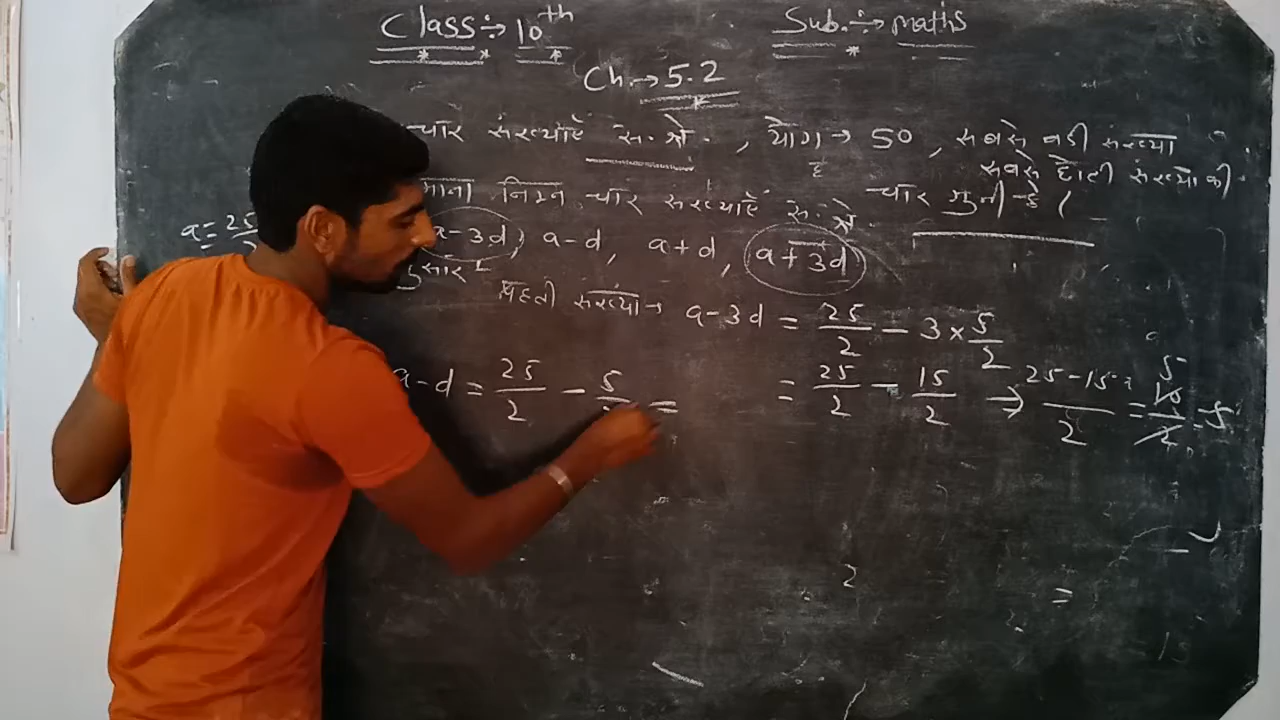 Class ÷ 10th Sub. ÷ maths
Ch. → 5.2
चार संख्याएँ स. श्रे. , योग → 50 , सबसे बडी संख्या
सबसे छोटी संख्या की
चार गुनी है ।
माना निम्न चार संख्याएँ स. श्रे.
a = 25
a-3d, a-d, a+d, a+3d
पहली संख्या → a-3d = 25/2 - 3 × 5/2
= 25/2 - 15/2 ⇒ 25-15/2 = 10/2 = 5
a-d = 25/2 - 5/ =